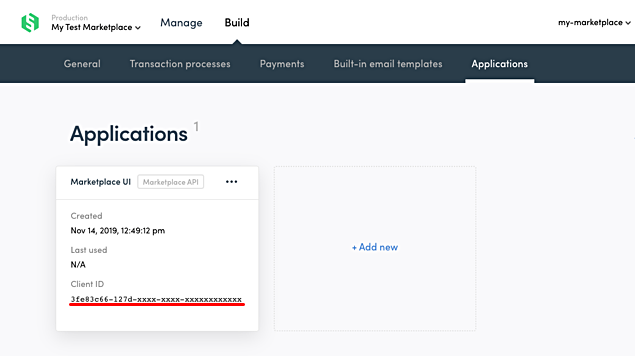 Production
My Test Marketplace
Manage
Build
my-marketplace
General
Transaction processes
Payments
Built-in email templates
Applications
Applications 1
Marketplace UI
Marketplace API
•••
Created
Nov 14, 2019, 12:49:12 pm
Last used
N/A
Client ID
3fe83c66-127d-xxxx-xxxx-xxxxxxxxxxxx
+ Add new